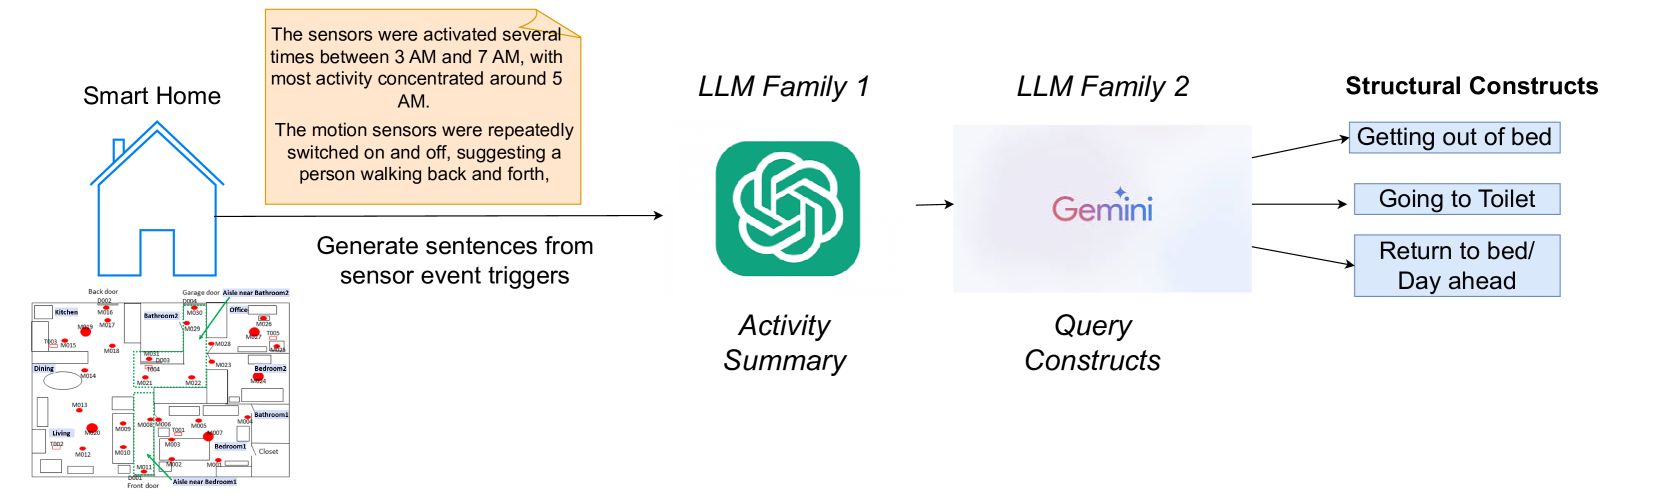 The sensors were activated several
times between 3 AM and 7 AM, with
most activity concentrated around 5
AM.
The motion sensors were repeatedly
switched on and off, suggesting a
person walking back and forth,
Smart Home
Generate sentences from
sensor event triggers
LLM Family 1
Activity
Summary
LLM Family 2
Gemini
Query
Constructs
Structural Constructs
Getting out of bed
Going to Toilet
Return to bed/
Day ahead
Back door
D002
M016
M017
Kitchen
M019
T003
M015
M018
Garage door
D004
M030
M029
Aisle near Bathroom2
Bathroom2
Office
M026
M027
T005
M028
M031
D003
T004
M023
Bedroom2
M024
Dining
M014
M021
M022
M013
M008
M006
M005
M004
Bathroom1
M009
T001
M007
Living
M020
T002
M012
M010
M003
Bedroom1
Closet
M011
M002
M001
D001
Front door
Aisle near Bedroom1